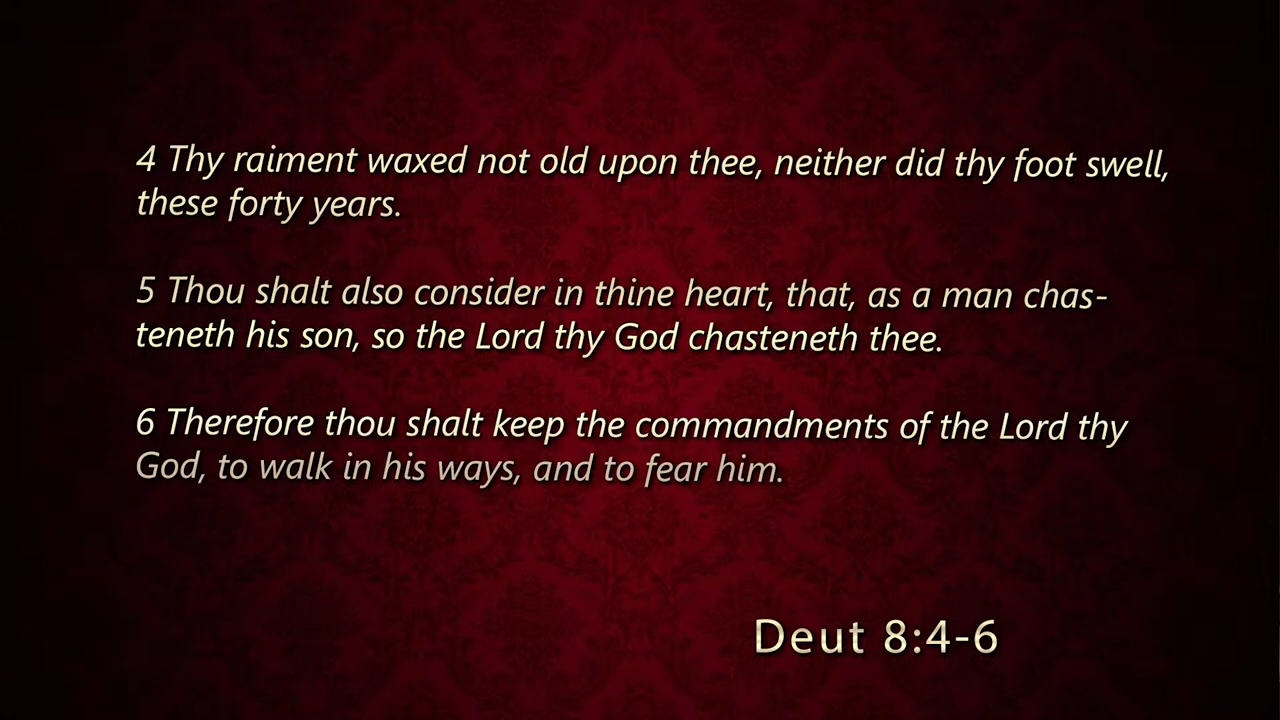 4 Thy raiment waxed not old upon thee, neither did thy foot swell,
these forty years.
5 Thou shalt also consider in thine heart, that, as a man chas-
teneth his son, so the Lord thy God chasteneth thee.
6 Therefore thou shalt keep the commandments of the Lord thy
God, to walk in his ways, and to fear him.
Deut 8:4-6